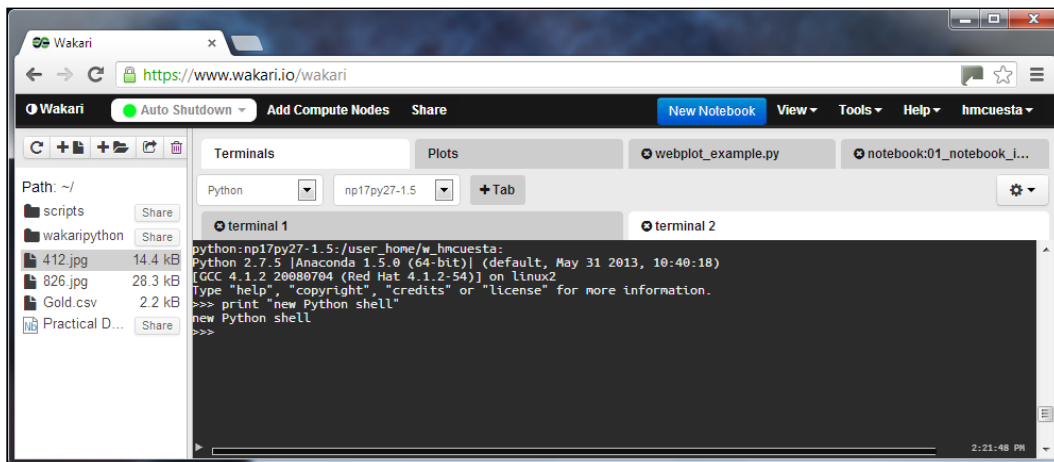 Wakari
https://www.wakari.io/wakari
Wakari Auto Shutdown Add Compute Nodes Share New Notebook View Tools Help hmcuesta
Terminals Plots webplot_example.py notebook:01_notebook_i...
Path: ~/
Python np17py27-1.5 +Tab
scripts Share
wakaripython Share
412.jpg 14.4 kB
826.jpg 28.3 kB
Gold.csv 2.2 kB
Practical D... Share
terminal 1 terminal 2
python:np17py27-1.5:/user_home/w_hmcuesta:
Python 2.7.5 |Anaconda 1.5.0 (64-bit)| (default, May 31 2013, 10:40:18)
[GCC 4.1.2 20080704 (Red Hat 4.1.2-54)] on linux2
Type "help", "copyright", "credits" or "license" for more information.
>>> print "new Python shell"
new Python shell
>>>
2:21:48 PM